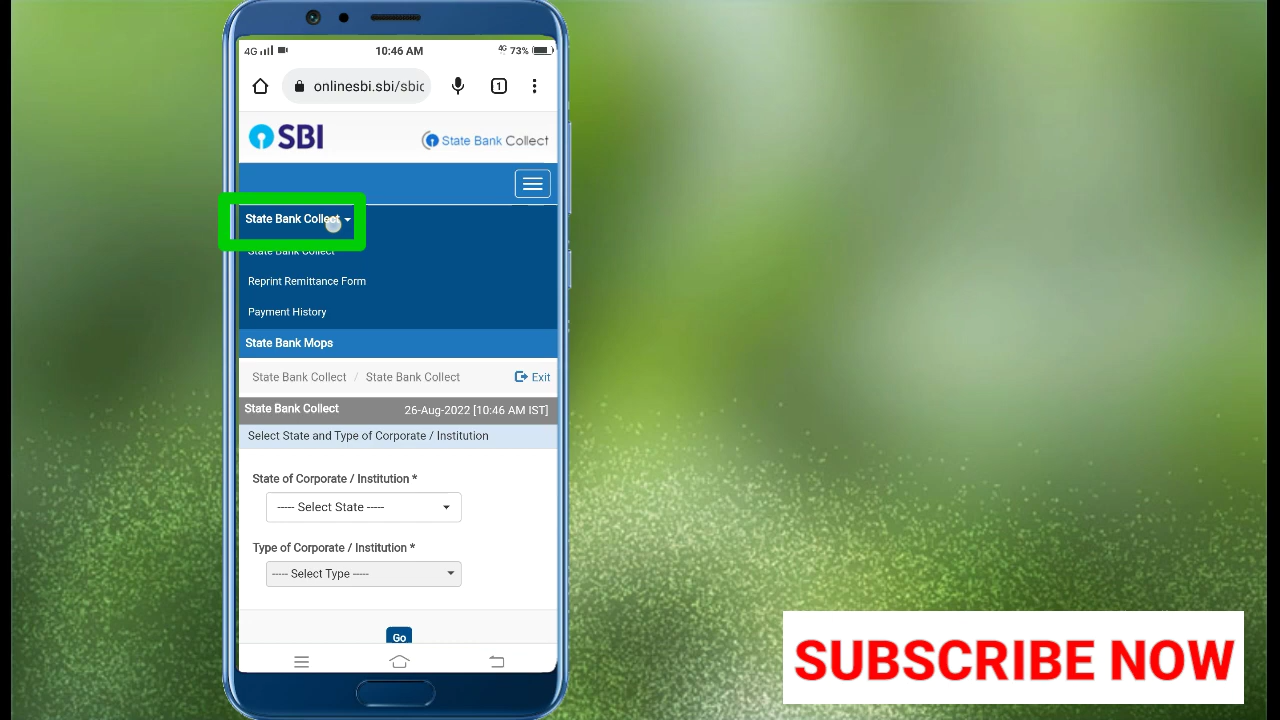 4G 10:46 AM 4G 73%
onlinesbi.sbi/sbic 1
SBI State Bank Collect
State Bank Collect
State Bank Collect
Reprint Remittance Form
Payment History
State Bank Mops
State Bank Collect / State Bank Collect Exit
State Bank Collect 26-Aug-2022 [10:46 AM IST]
Select State and Type of Corporate / Institution
State of Corporate / Institution *
----- Select State -----
Type of Corporate / Institution *
----- Select Type -----
Go
SUBSCRIBE NOW